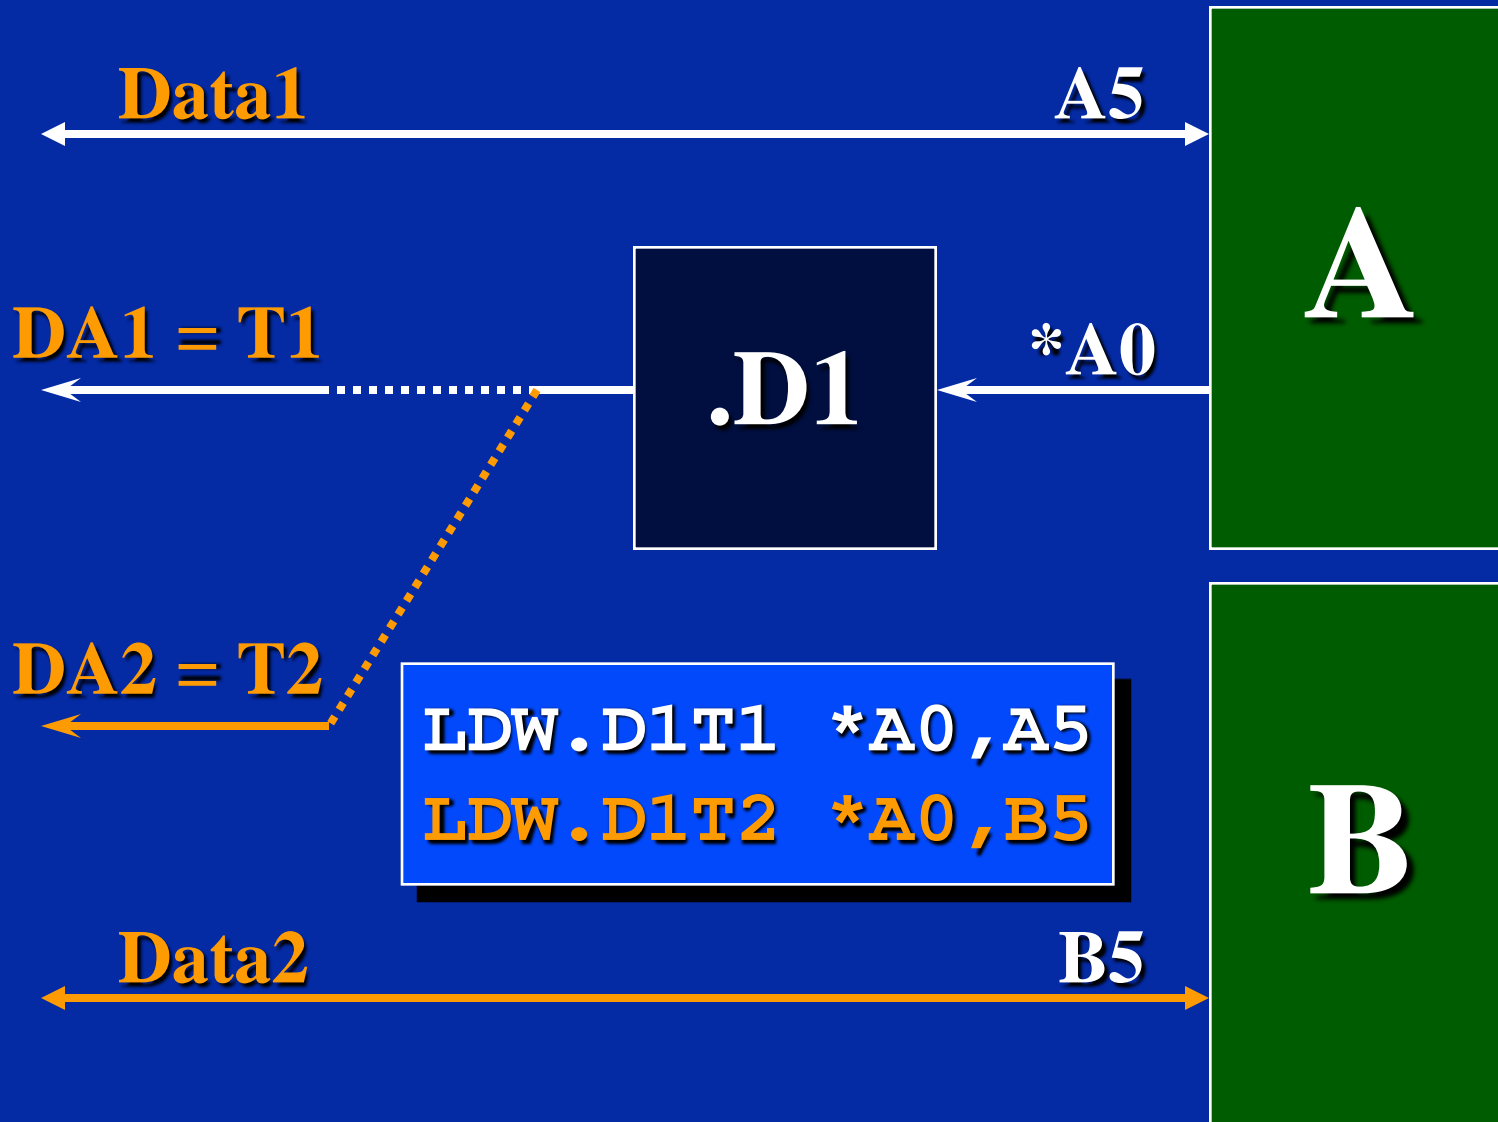 Data1
A5
A
DA1 = T1
*A0
.D1
DA2 = T2
LDW.D1T1 *A0,A5
LDW.D1T2 *A0,B5
B
Data2
B5